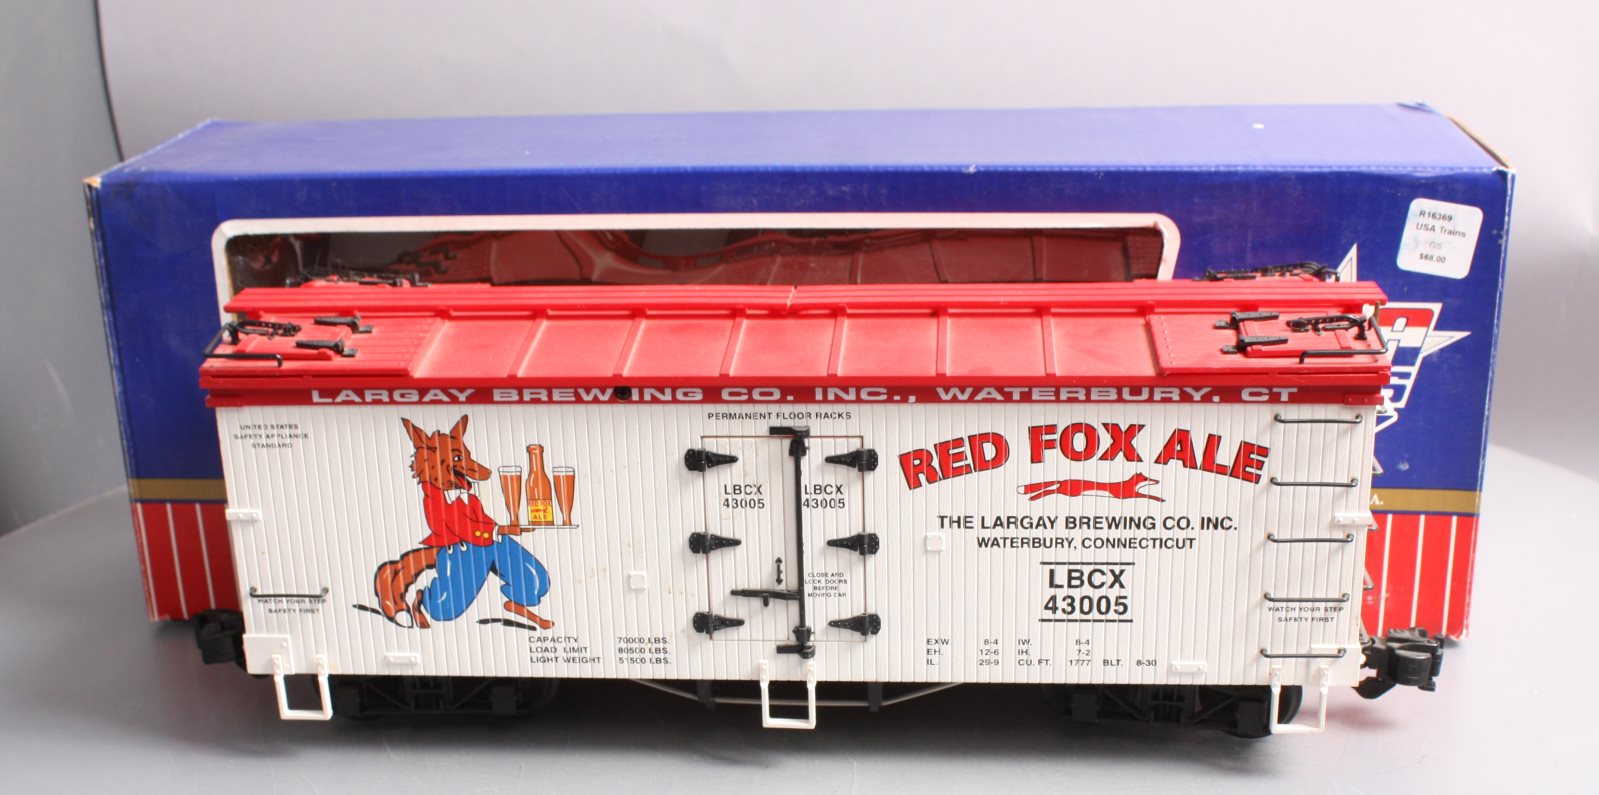 R16369
USA Trains
GS
$68.00
A
A.
LARGAY BREWING CO. INC., WATERBURY, CT
UNITED STATES
SAFETY APPLIANCE
STANDARD
PERMANENT FLOOR RACKS
RED FOX ALE
RED FOX
ALE
LBCX
43005
LBCX
43005
THE LARGAY BREWING CO. INC.
WATERBURY, CONNECTICUT
LBCX
43005
CLOSE AND
LOCK DOORS
BEFORE
MOVING CAR
WATCH YOUR STEP
SAFETY FIRST
WATCH YOUR STEP
SAFETY FIRST
CAPACITY 70000 LBS.
LOAD LIMIT 80500 LBS.
LIGHT WEIGHT 51500 LBS.
EXW. 8-4 IW. 8-4
EH. 12-6 IH. 7-2
IL. 29-9 CU. FT. 1777 BLT. 8-30